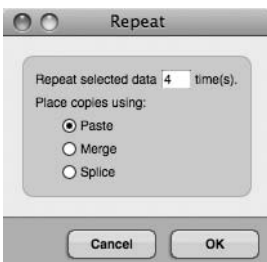 Repeat
Repeat selected data 4 time(s).
Place copies using:
Paste
Merge
Splice
Cancel OK